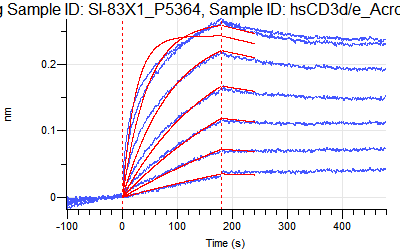 g Sample ID: SI-83X1_P5364, Sample ID: hsCD3d/e_Acro
0.2
nm
0.1
0
-100 0 100 200 300 400
Time (s)